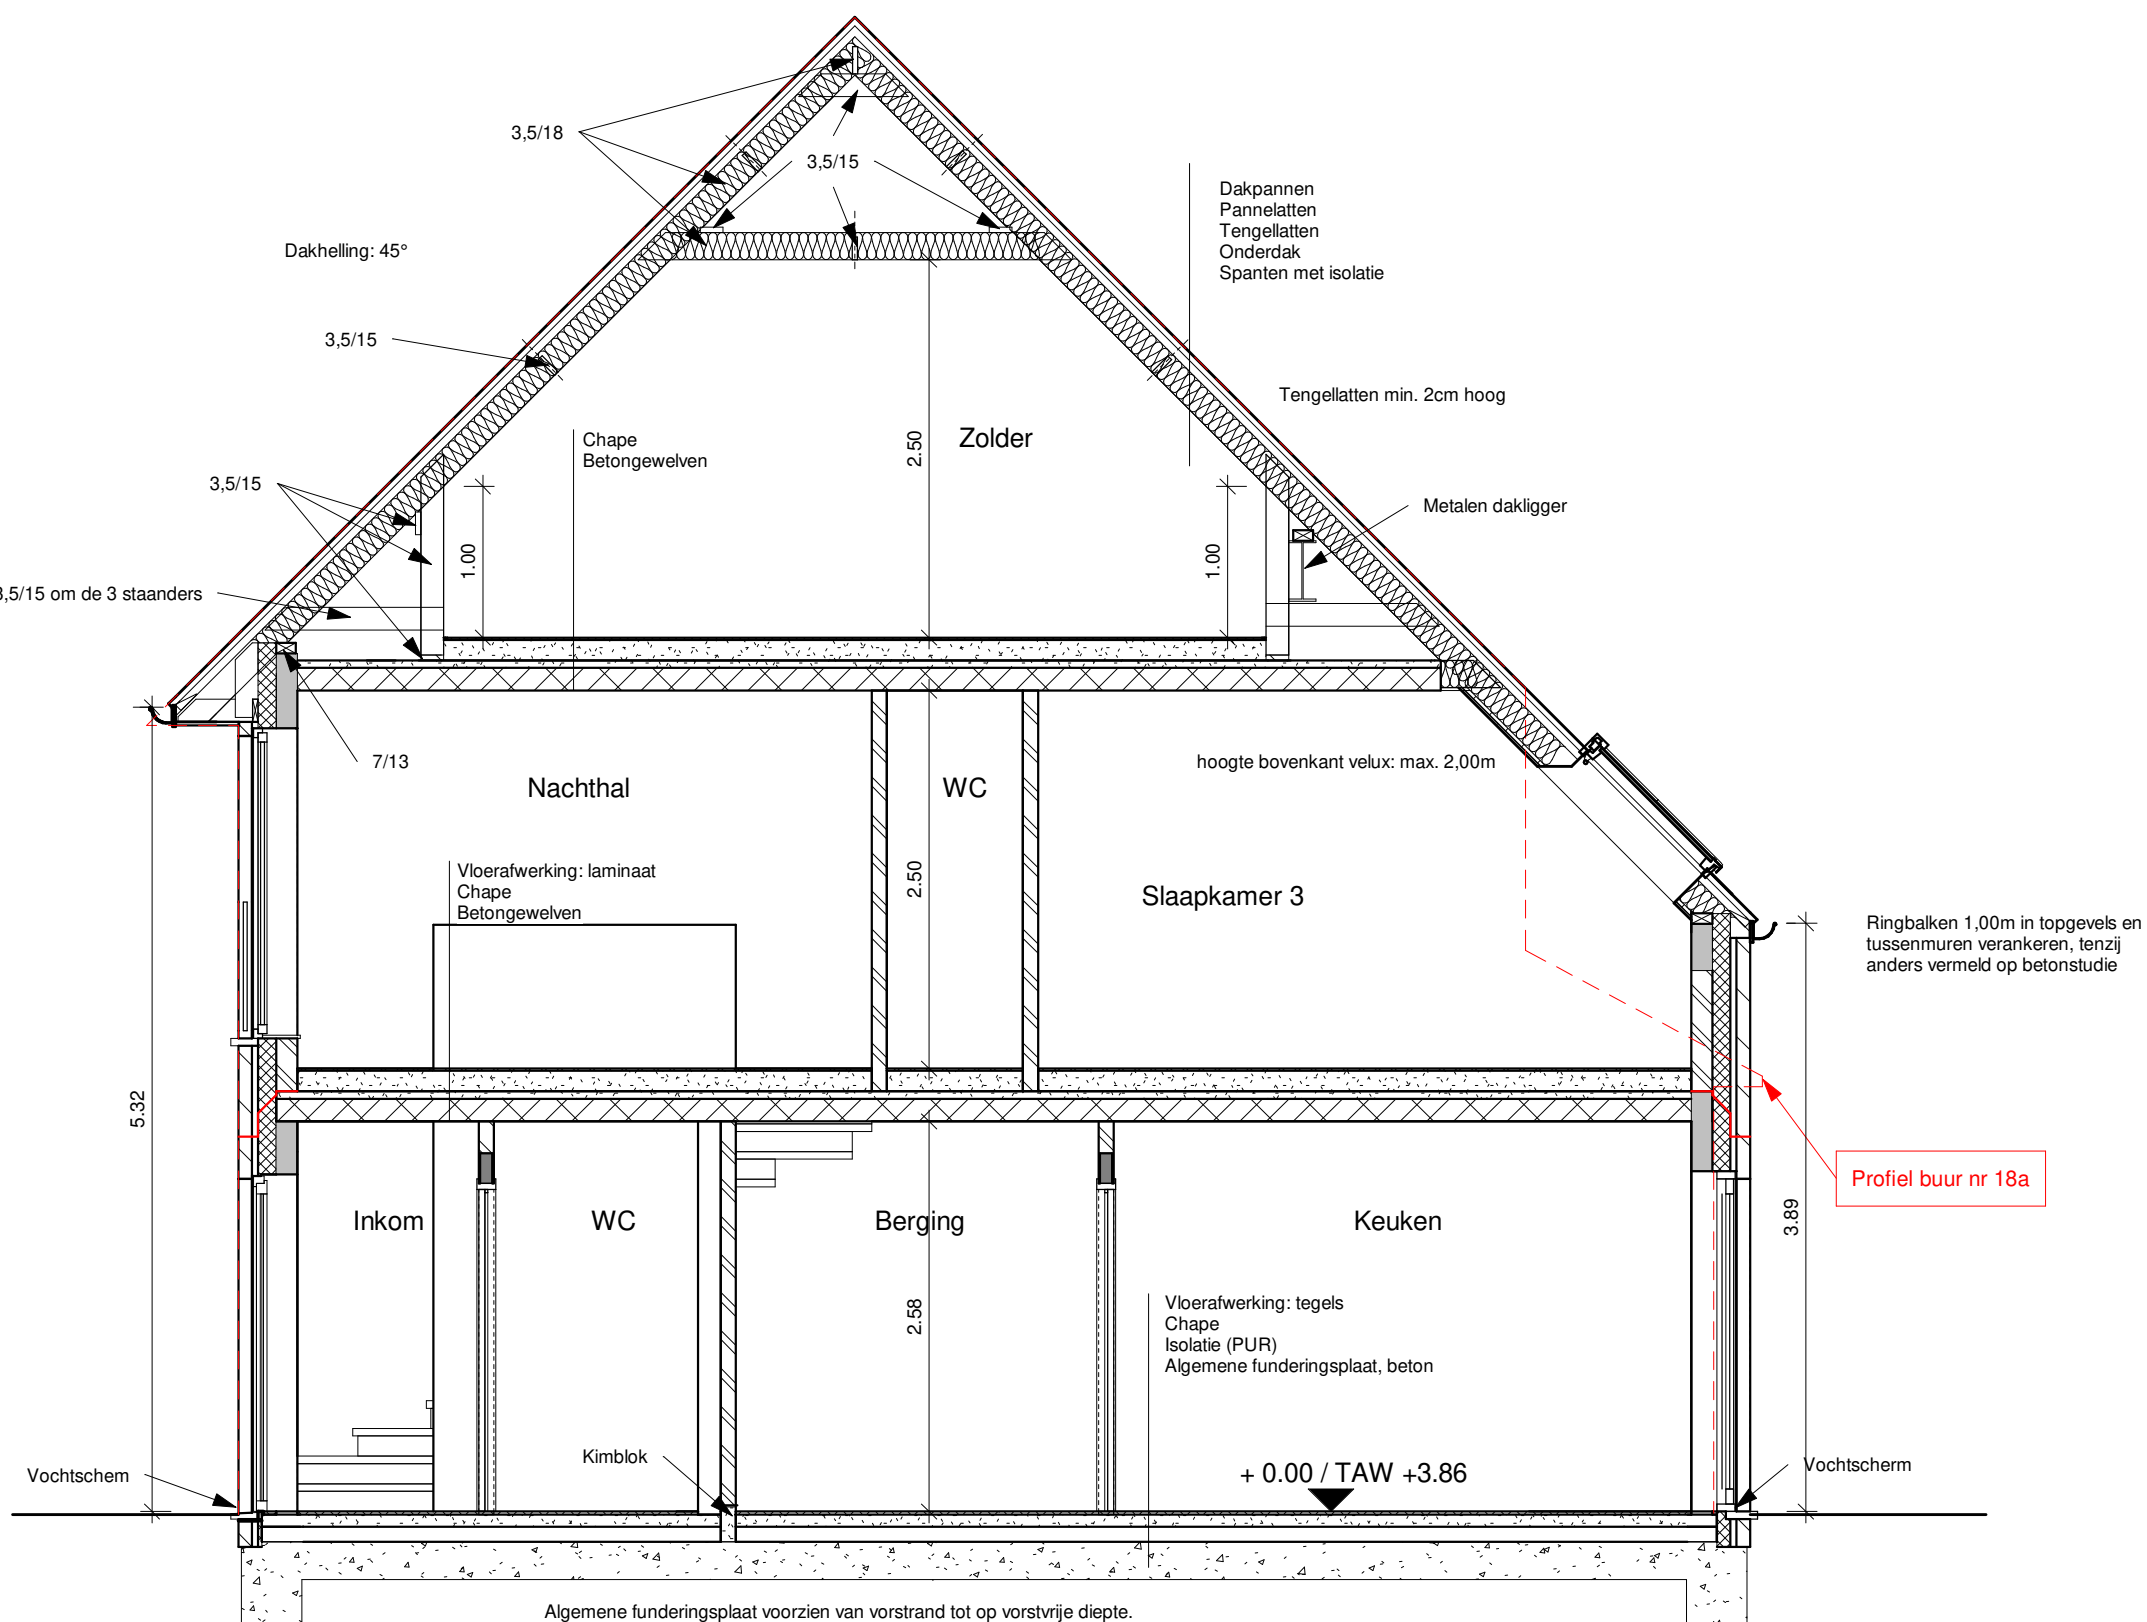 3,5/18
3,5/15
Dakpannen
Pannelatten
Tengellatten
Onderdak
Spanten met isolatie
Dakhelling: 45°
3,5/15
Tengellatten min. 2cm hoog
Chape
Betongewelven
2.50
Zolder
3,5/15
Metalen dakligger
1.00
1.00
3,5/15 om de 3 staanders
7/13
Nachthal
WC
hoogte bovenkant velux: max. 2,00m
Vloerafwerking: laminaat
Chape
Betongewelven
2.50
Slaapkamer 3
Ringbalken 1,00m in topgevels en
tussenmuren verankeren, tenzij
anders vermeld op betonstudie
5.32
Profiel buur nr 18a
3.89
Inkom
WC
Berging
Keuken
2.58
Vloerafwerking: tegels
Chape
Isolatie (PUR)
Algemene funderingsplaat, beton
Vochtschem
Kimblok
+ 0.00 / TAW +3.86
Vochtscherm
Algemene funderingsplaat voorzien van vorstrand tot op vorstvrije diepte.